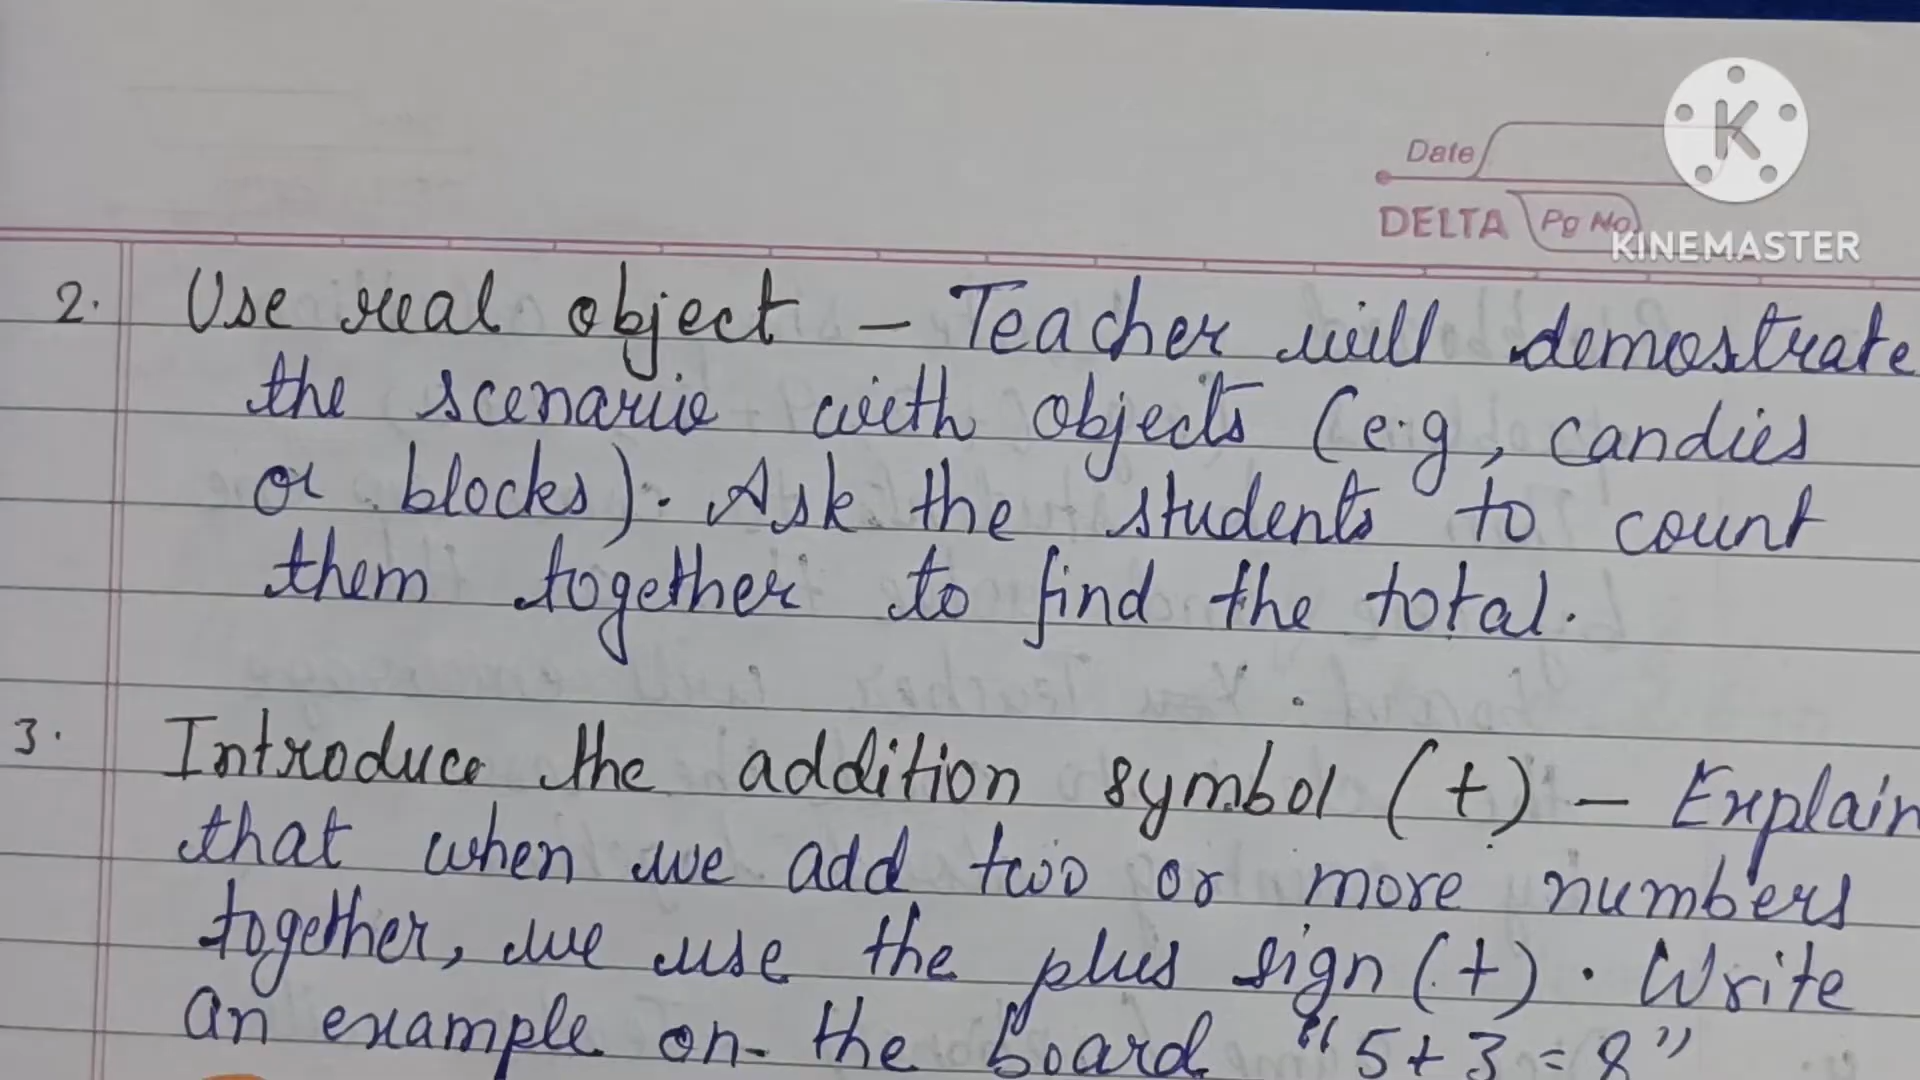 Date
DELTA Pg No
KINEMASTER
2. Use real object - Teacher will demostrate
the scenario with objects (e.g, candies
or blocks). Ask the students to count
them together to find the total.
3. Introduce the addition symbol (+) - Explain
that when we add two or more numbers
together, we use the plus sign (+). Write
an example on the board "5+3=8"